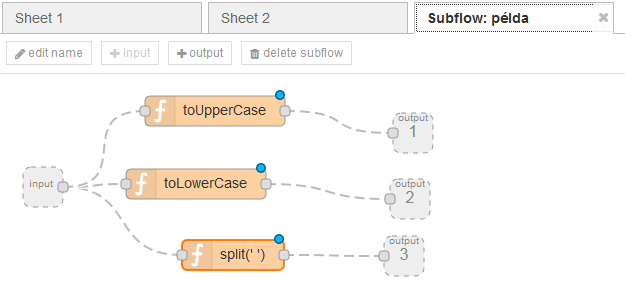 Sheet 1
Sheet 2
Subflow: példa
edit name
+ input
+ output
delete subflow
toUpperCase
output
1
input
toLowerCase
output
2
split(' ')
output
3